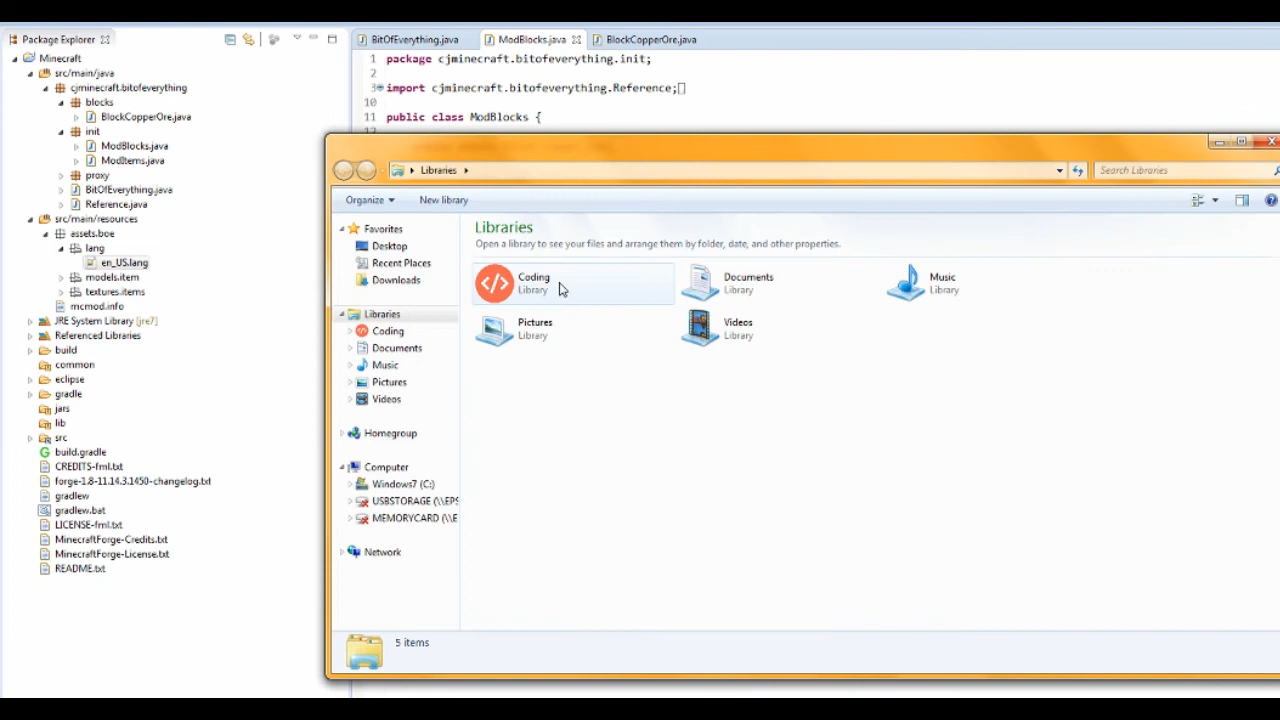 Package Explorer
Minecraft
src/main/java
cjminecraft.bitofeverything
blocks
BlockCopperOre.java
init
ModBlocks.java
ModItems.java
proxy
BitOfEverything.java
Reference.java
src/main/resources
assets.boe
lang
en_US.lang
models.item
textures.items
mcmod.info
JRE System Library [jre7]
Referenced Libraries
build
common
eclipse
gradle
jars
lib
src
build.gradle
CREDITS-fml.txt
forge-1.8-11.14.3.1450-changelog.txt
gradlew
gradlew.bat
LICENSE-fml.txt
MinecraftForge-Credits.txt
MinecraftForge-License.txt
README.txt
BitOfEverything.java ModBlocks.java BlockCopperOre.java
1 package cjminecraft.bitofeverything.init;
2
3 import cjminecraft.bitofeverything.Reference;
10
11 public class ModBlocks {
Libraries
Search Libraries
Organize New library
Favorites
Desktop
Recent Places
Downloads
Libraries
Coding
Documents
Music
Pictures
Videos
Homegroup
Computer
Windows7 (C:)
USBSTORAGE (\\EPS
MEMORYCARD (\\E
Network
Libraries
Open a library to see your files and arrange them by folder, date, and other properties.
Coding
Library
Documents
Library
Music
Library
Pictures
Library
Videos
Library
5 items